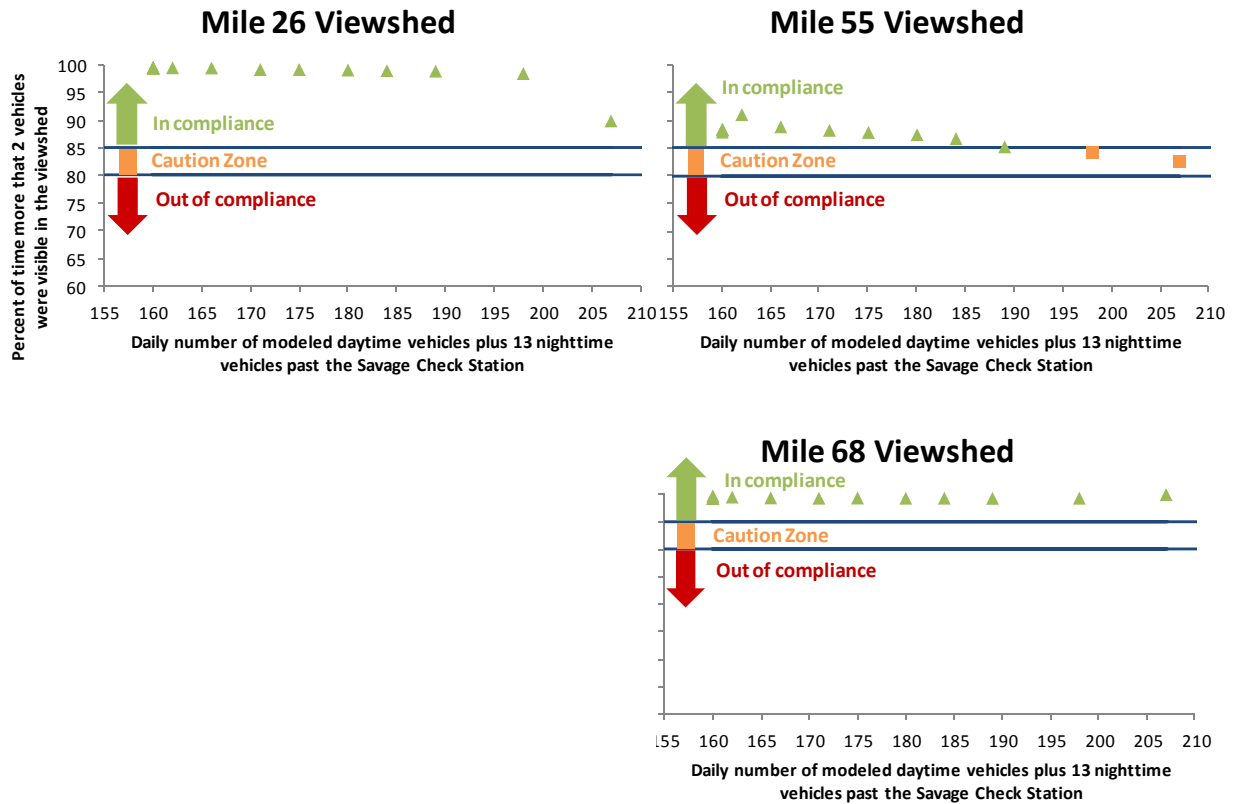 Mile 26 Viewshed
Percent of time more that 2 vehicles
were visible in the viewshed
100
95
90
85
80
75
70
65
60
In compliance
Caution Zone
Out of compliance
155 160 165 170 175 180 185 190 195 200 205 210
Daily number of modeled daytime vehicles plus 13 nighttime
vehicles past the Savage Check Station
Mile 55 Viewshed
In compliance
Caution Zone
Out of compliance
155 160 165 170 175 180 185 190 195 200 205 210
Daily number of modeled daytime vehicles plus 13 nighttime
vehicles past the Savage Check Station
Mile 68 Viewshed
In compliance
Caution Zone
Out of compliance
155 160 165 170 175 180 185 190 195 200 205 210
Daily number of modeled daytime vehicles plus 13 nighttime
vehicles past the Savage Check Station